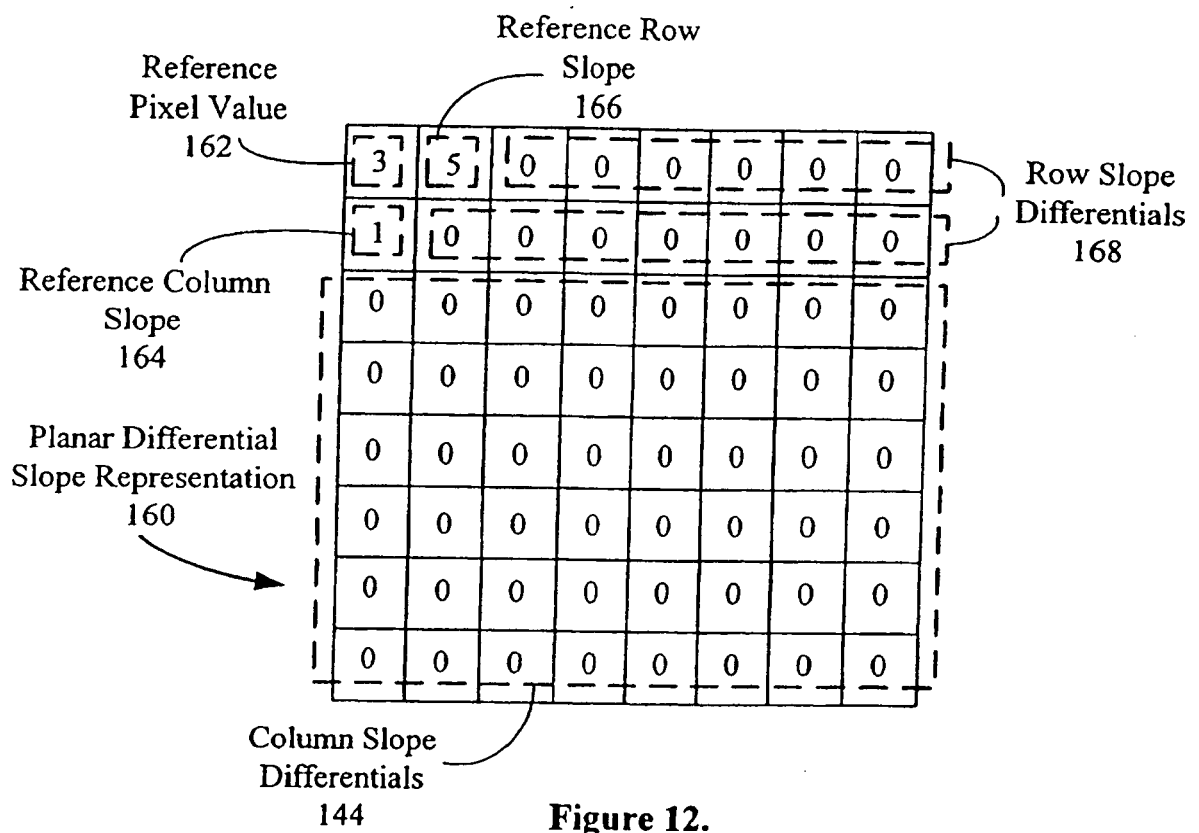 Reference Row
Slope
166
Reference
Pixel Value
162
3 5 0 0 0 0 0 0
1 0 0 0 0 0 0 0
Row Slope
Differentials
168
Reference Column
Slope
164
0 0 0 0 0 0 0 0
0 0 0 0 0 0 0 0
0 0 0 0 0 0 0 0
0 0 0 0 0 0 0 0
0 0 0 0 0 0 0 0
0 0 0 0 0 0 0 0
Planar Differential
Slope Representation
160
Column Slope
Differentials
144
Figure 12.